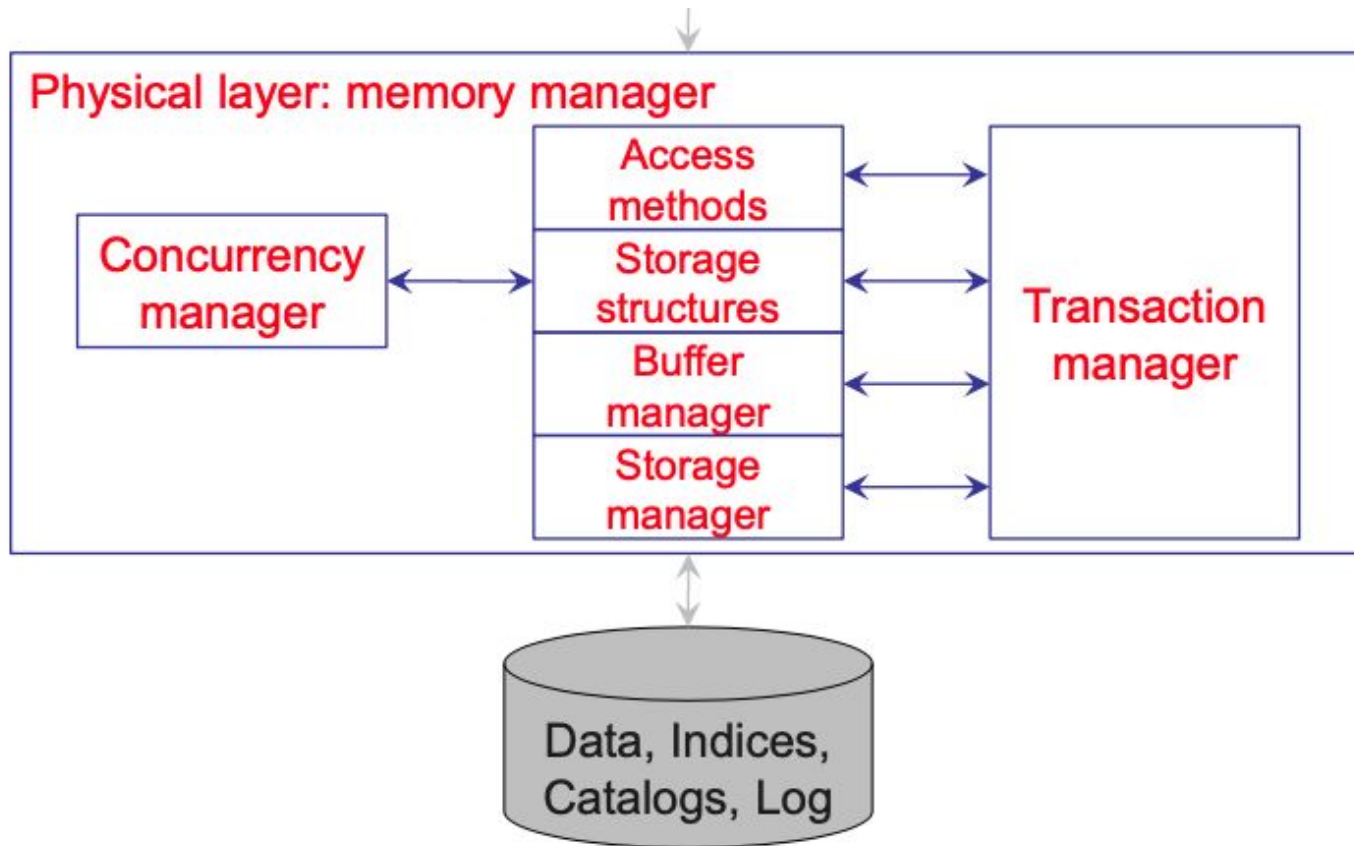 Physical layer: memory manager
Access
methods
Concurrency
manager
Storage
structures
Transaction
manager
Buffer
manager
Storage
manager
Data, Indices,
Catalogs, Log